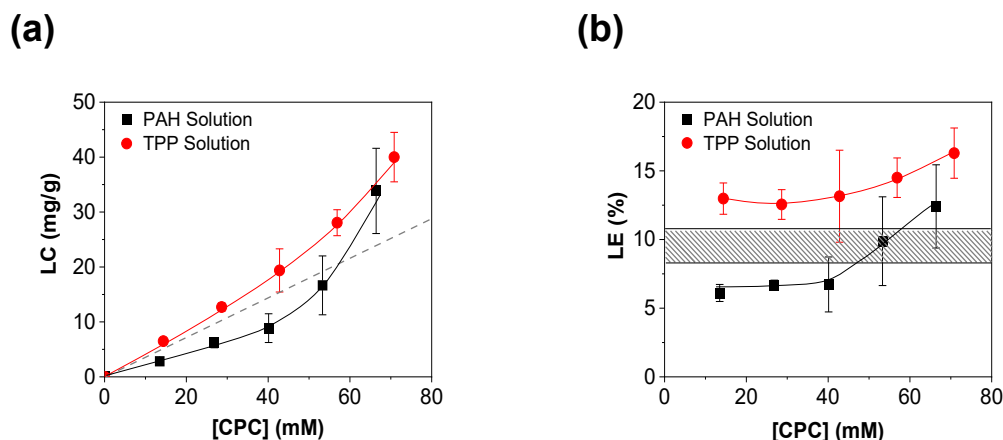 (a)
(b)
PAH Solution
TPP Solution
LC (mg/g)
50
40
30
20
10
0
0 20 40 60 80
[CPC] (mM)
PAH Solution
TPP Solution
LE (%)
20
15
10
5
0
0 20 40 60 80
[CPC] (mM)